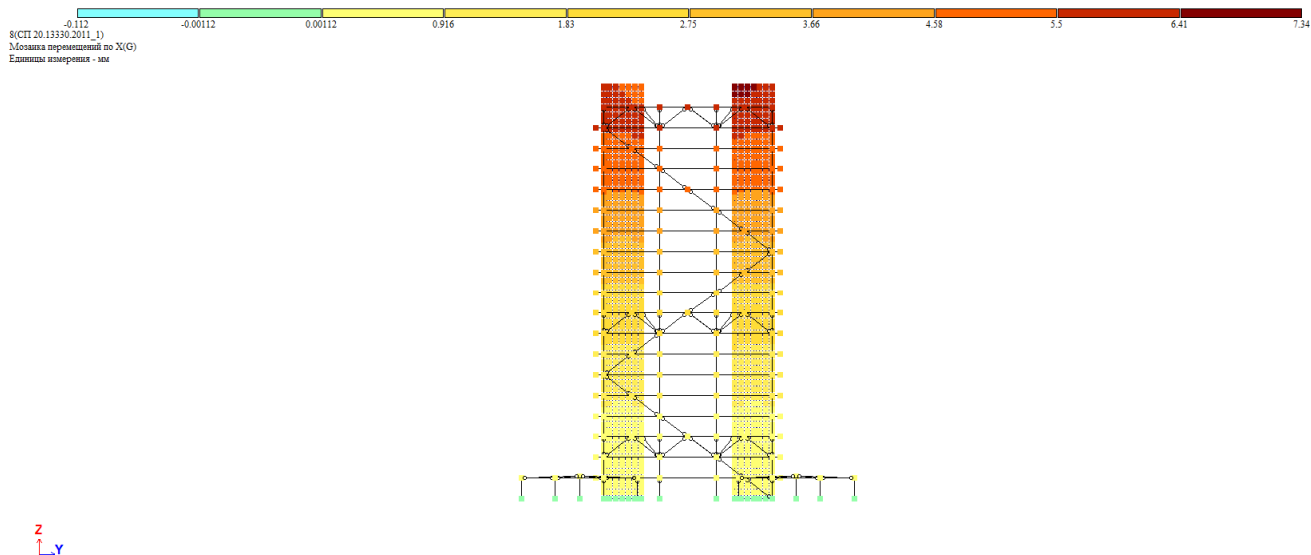 -0.112 -0.00112 0.00112 0.916 1.83 2.75 3.66 4.58 5.5 6.41 7.34
8(СП 20.13330.2011_1)
Мозаика перемещений по X(G)
Единицы измерения - мм
Z
Y